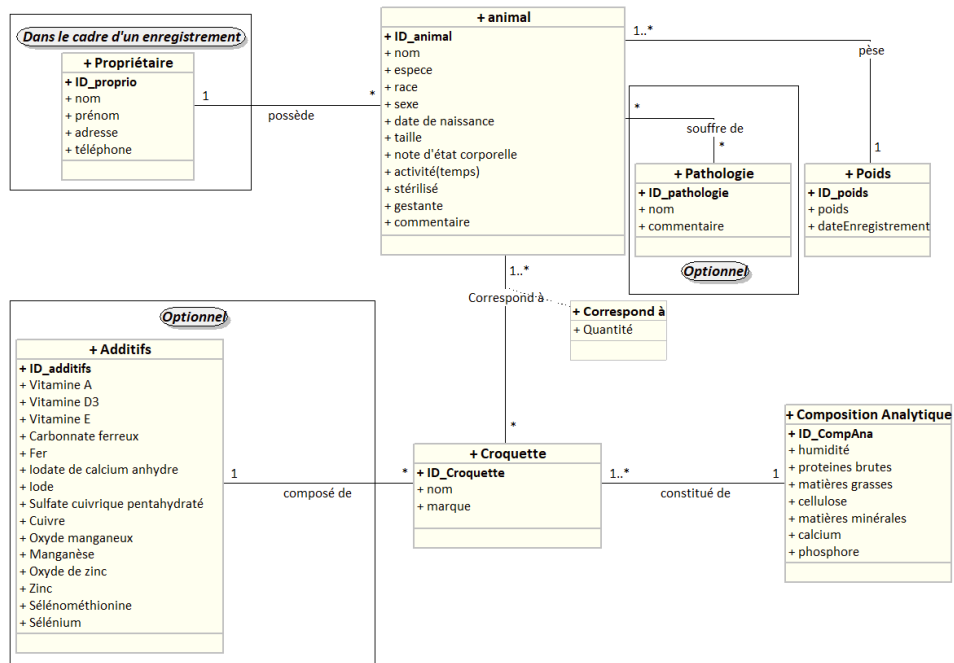 Dans le cadre d'un enregistrement
+ Propriétaire
+ ID_proprio
+ nom
+ prénom
+ adresse
+ téléphone
1
possède
*
+ animal
+ ID_animal
+ nom
+ espece
+ race
+ sexe
+ date de naissance
+ taille
+ note d'état corporelle
+ activité(temps)
+ stérilisé
+ gestante
+ commentaire
1..*
pèse
1
*
souffre de
*
+ Pathologie
+ ID_pathologie
+ nom
+ commentaire
Optionnel
+ Poids
+ ID_poids
+ poids
+ dateEnregistrement
1..*
Correspond à
+ Correspond à
+ Quantité
*
Optionnel
+ Additifs
+ ID_additifs
+ Vitamine A
+ Vitamine D3
+ Vitamine E
+ Carbonnate ferreux
+ Fer
+ Iodate de calcium anhydre
+ Iode
+ Sulfate cuivrique pentahydraté
+ Cuivre
+ Oxyde manganeux
+ Manganèse
+ Oxyde de zinc
+ Zinc
+ Sélénométhionine
+ Sélénium
1
composé de
*
+ Croquette
+ ID_Croquette
+ nom
+ marque
1..*
constitué de
1
+ Composition Analytique
+ ID_CompAna
+ humidité
+ proteines brutes
+ matières grasses
+ cellulose
+ matières minérales
+ calcium
+ phosphore